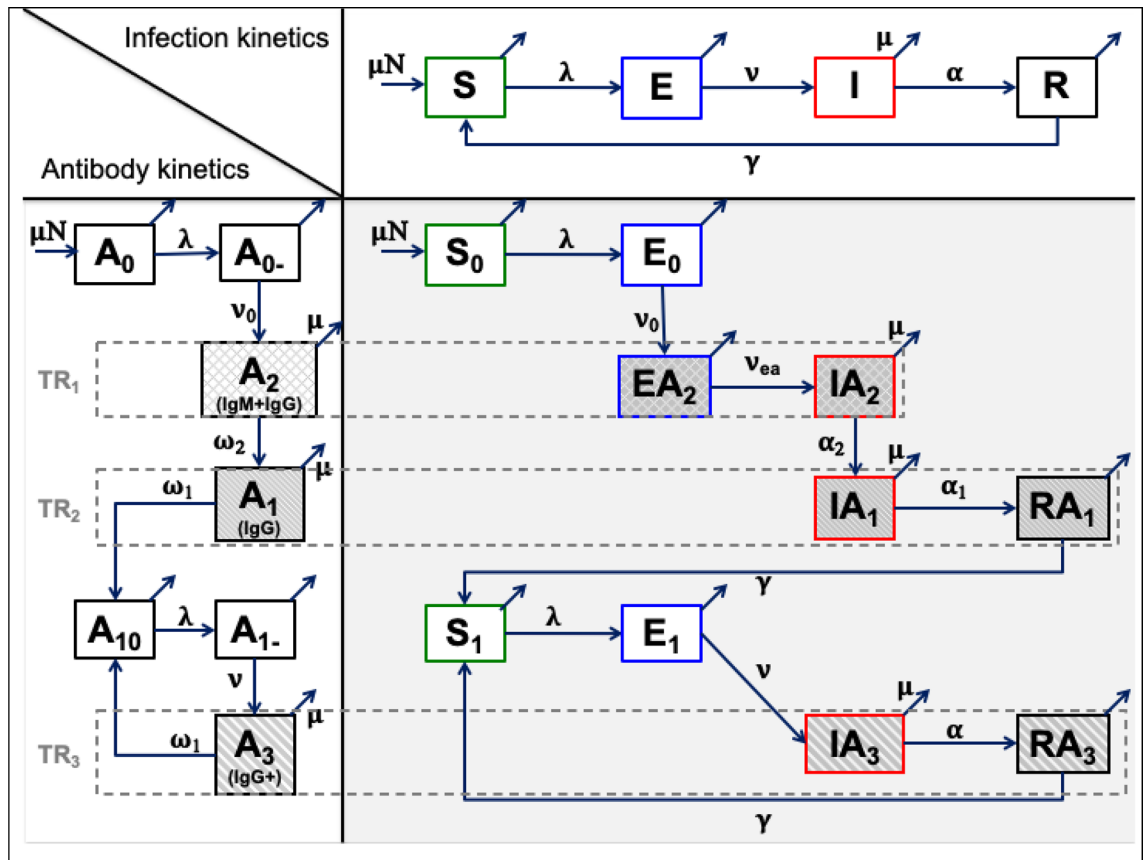 Infection kinetics
Antibody kinetics
μN S λ E ν I μ α R
γ
μN A₀ λ A₀₋
ν₀
μN S₀ λ E₀
ν₀
TR₁ A₂ (IgM+IgG) μ
EA₂ νₑₐ IA₂ μ
ω₂
α₂
TR₂ ω₁ A₁ (IgG) μ
IA₁ μ α₁ RA₁
γ
A₁₀ λ A₁₋
ν
S₁ λ E₁
ν
TR₃ ω₁ A₃ (IgG+) μ
IA₃ μ α RA₃
γ